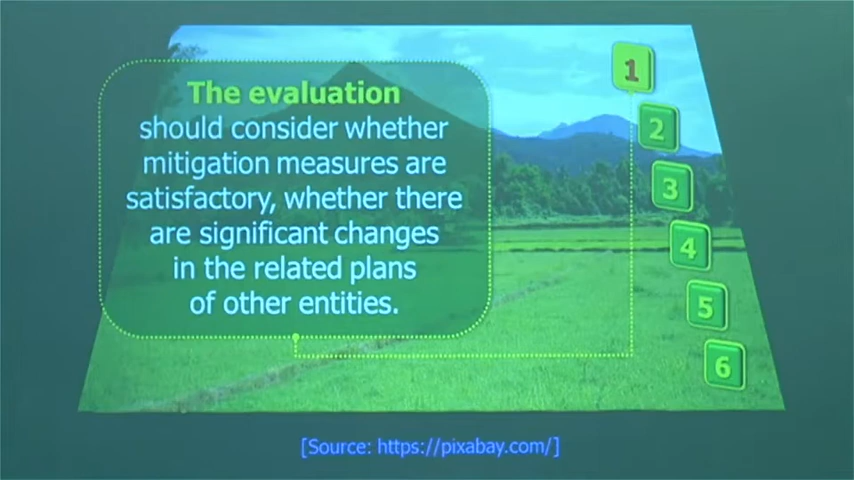 The evaluation
should consider whether
mitigation measures are
satisfactory, whether there
are significant changes
in the related plans
of other entities.
1
2
3
4
5
6
[Source: https://pixabay.com/]